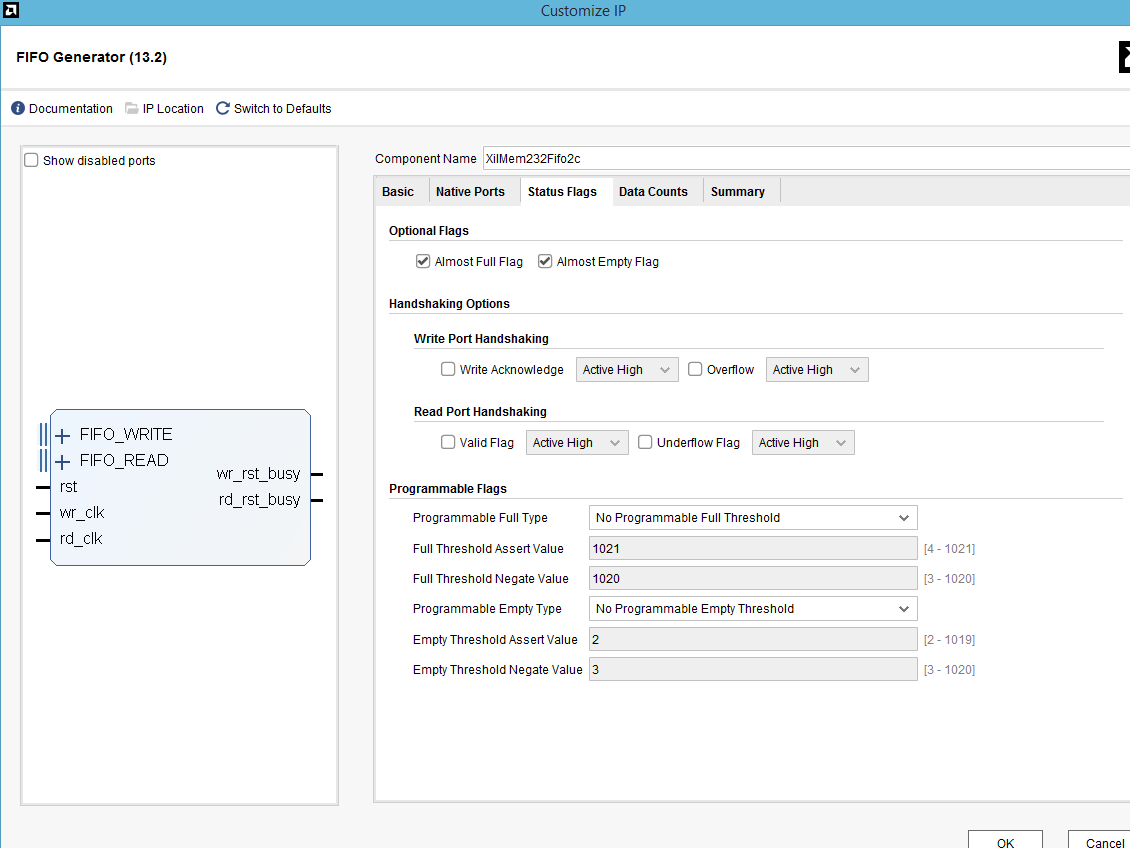 Customize IP
FIFO Generator (13.2)
Documentation IP Location Switch to Defaults
Show disabled ports
FIFO_WRITE
FIFO_READ
rst
wr_clk
rd_clk
wr_rst_busy
rd_rst_busy
Component Name XilMem232Fifo2c
Basic Native Ports Status Flags Data Counts Summary
Optional Flags
Almost Full Flag Almost Empty Flag
Handshaking Options
Write Port Handshaking
Write Acknowledge Active High Overflow Active High
Read Port Handshaking
Valid Flag Active High Underflow Flag Active High
Programmable Flags
Programmable Full Type No Programmable Full Threshold
Full Threshold Assert Value 1021 [4 - 1021]
Full Threshold Negate Value 1020 [3 - 1020]
Programmable Empty Type No Programmable Empty Threshold
Empty Threshold Assert Value 2 [2 - 1019]
Empty Threshold Negate Value 3 [3 - 1020]
OK Cancel